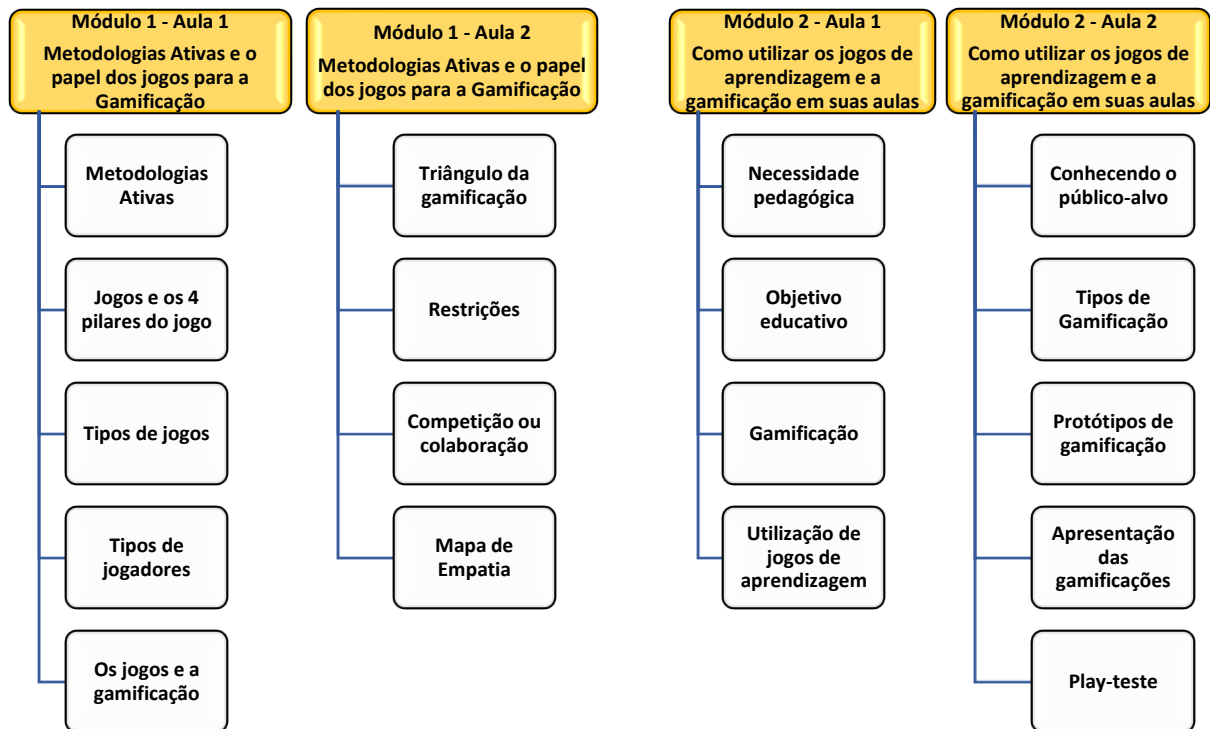 Módulo 1 - Aula 1
Metodologias Ativas e o
papel dos jogos para a
Gamificação
Metodologias
Ativas
Jogos e os 4
pilares do jogo
Tipos de jogos
Tipos de
jogadores
Os jogos e a
gamificação
Módulo 1 - Aula 2
Metodologias Ativas e o papel
dos jogos para a Gamificação
Triângulo da
gamificação
Restrições
Competição ou
colaboração
Mapa de
Empatia
Módulo 2 - Aula 1
Como utilizar os jogos de
aprendizagem e a
gamificação em suas aulas
Necessidade
pedagógica
Objetivo
educativo
Gamificação
Utilização de
jogos de
aprendizagem
Módulo 2 - Aula 2
Como utilizar os jogos de
aprendizagem e a
gamificação em suas aulas
Conhecendo o
público-alvo
Tipos de
Gamificação
Protótipos de
gamificação
Apresentação
das
gamificações
Play-teste